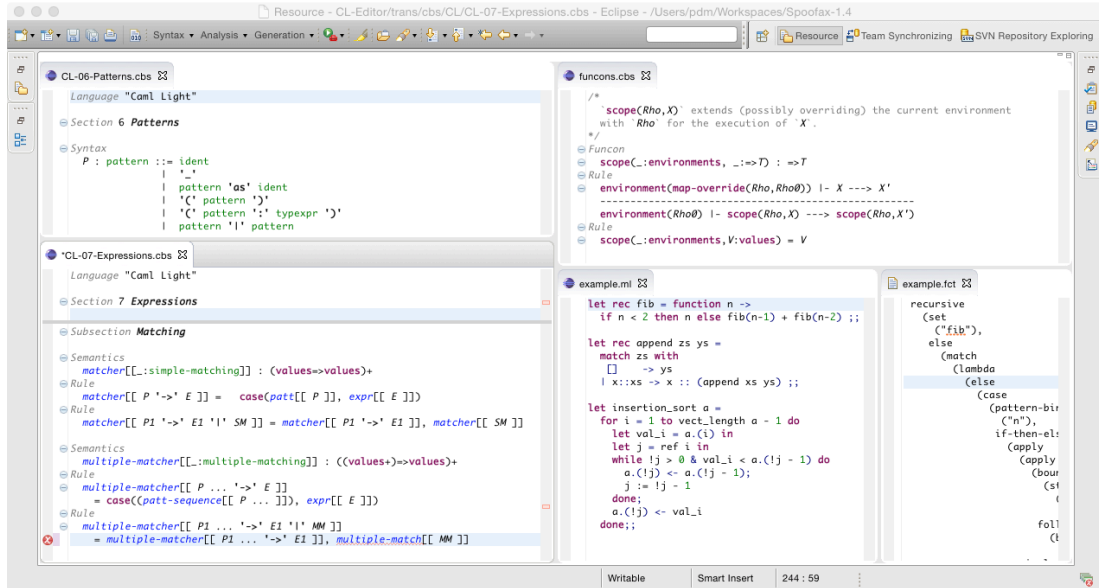 Resource - CL-Editor/trans/cbs/CL/CL-07-Expressions.cbs - Eclipse - /Users/pdm/Workspaces/Spoofax-1.4
Syntax Analysis Generation
Resource Team Synchronizing SVN Repository Exploring
CL-06-Patterns.cbs
Language "Caml Light"
Section 6 Patterns
Syntax
P : pattern ::= ident
| '_'
| pattern 'as' ident
| '(' pattern ')'
| '(' pattern ':' typexpr ')'
| pattern '|' pattern
*CL-07-Expressions.cbs
Language "Caml Light"
Section 7 Expressions
Subsection Matching
Semantics
matcher[[_:simple-matching]] : (values=>values)+
Rule
matcher[[ P '->' E ]] = case(patt[[ P ]], expr[[ E ]])
Rule
matcher[[ P1 '->' E1 '|' SM ]] = matcher[[ P1 '->' E1 ]], matcher[[ SM ]]
Semantics
multiple-matcher[[_:multiple-matching]] : ((values+)=>values)+
Rule
multiple-matcher[[ P ... '->' E ]]
= case((patt-sequence[[ P ... ]]), expr[[ E ]])
Rule
multiple-matcher[[ P1 ... '->' E1 '|' MM ]]
= multiple-matcher[[ P1 ... '->' E1 ]], multiple-match[[ MM ]]
funcons.cbs
/*
`scope(Rho,X)` extends (possibly overriding) the current environment
with `Rho` for the execution of `X`.
*/
Funcon
scope(_:environments, _:=>T) : =>T
Rule
environment(map-override(Rho,Rho0)) |- X ---> X'
----------------------------------------------------
environment(Rho0) |- scope(Rho,X) ---> scope(Rho,X')
Rule
scope(_:environments,V:values) = V
example.ml
let rec fib = function n ->
if n < 2 then n else fib(n-1) + fib(n-2) ;;
let rec append zs ys =
match zs with
[] -> ys
| x::xs -> x :: (append xs ys) ;;
let insertion_sort a =
for i = 1 to vect_length a - 1 do
let val_i = a.(i) in
let j = ref i in
while !j > 0 & val_i < a.(!j - 1) do
a.(!j) <- a.(!j - 1);
j := !j - 1
done;
a.(!j) <- val_i
done;;
example.fct
recursive
(set
("fib"),
else
(match
(lambda
(else
(case
(pattern-bin
("n"),
if-then-els
(apply
(apply
(boun
(st
(
foll
(b
Writable Smart Insert 244 : 59